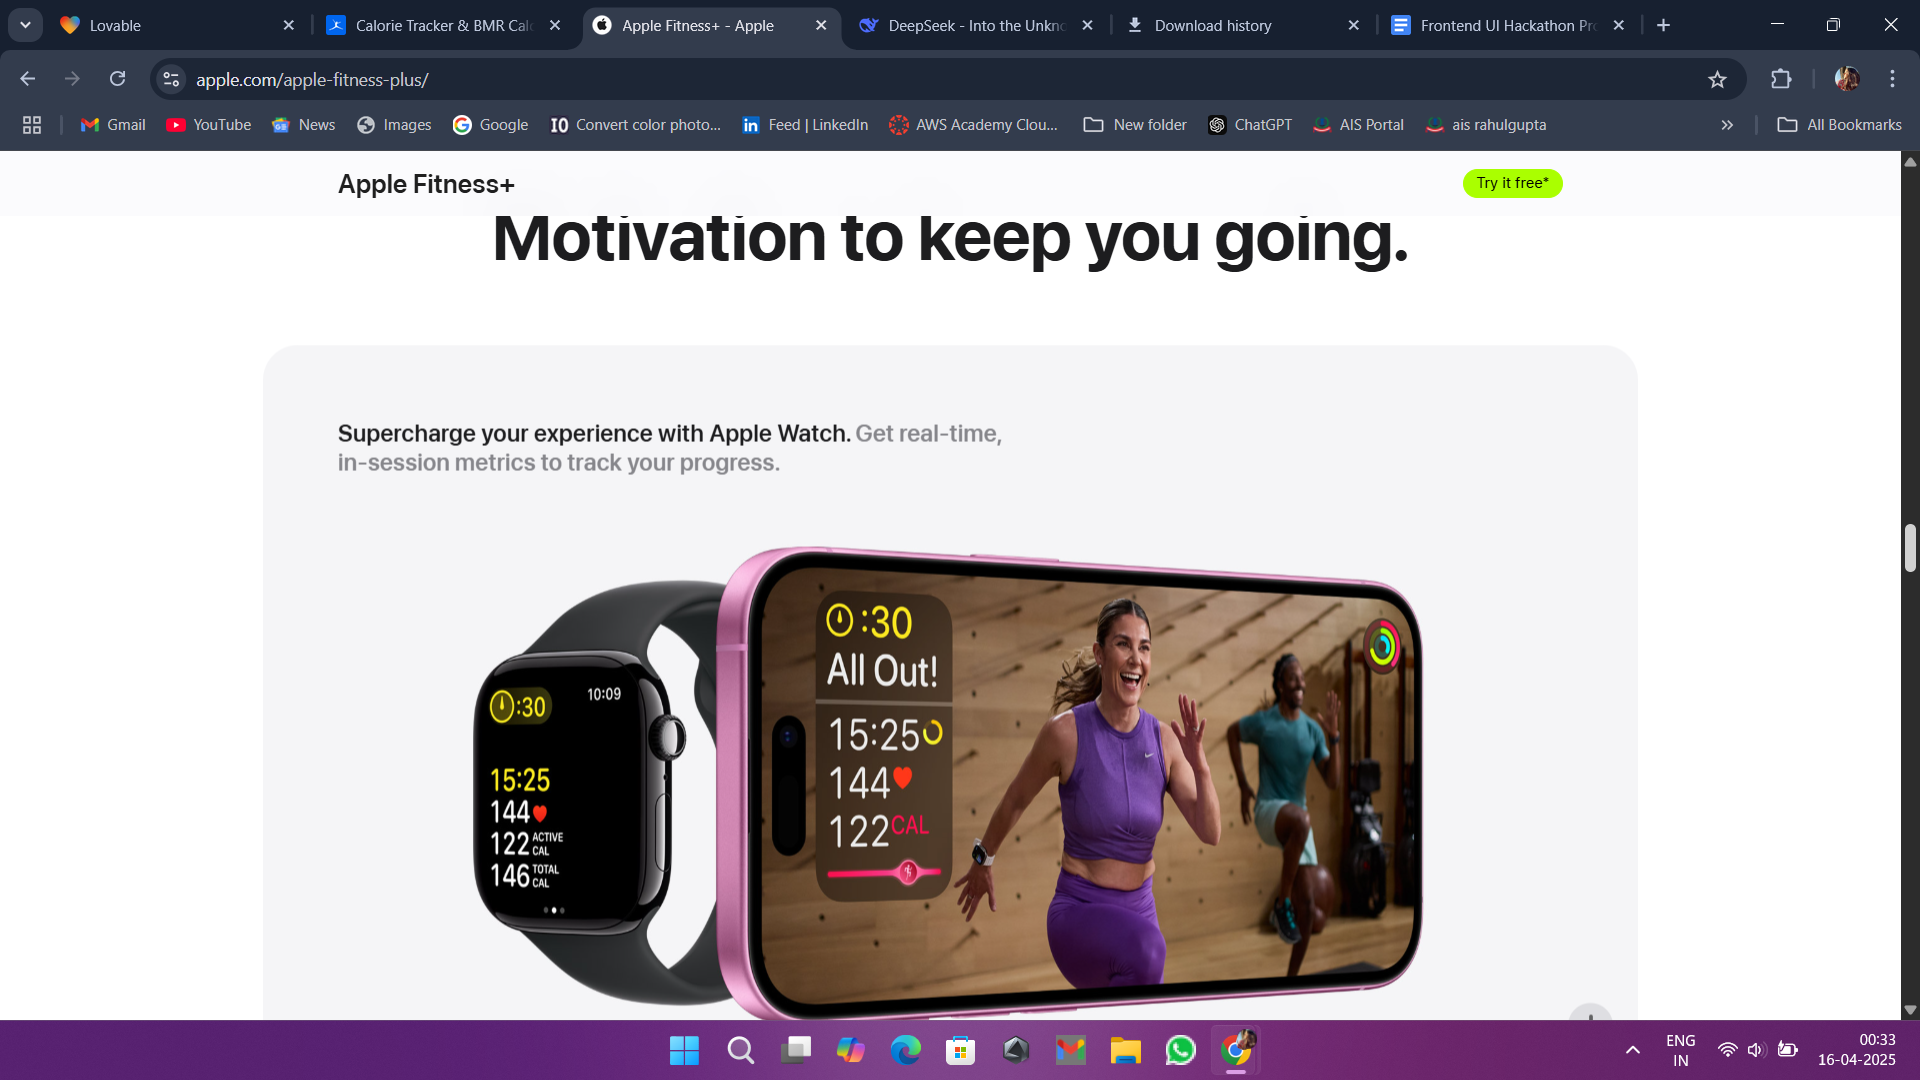 Lovable
Calorie Tracker & BMR Cal
Apple Fitness+ - Apple
DeepSeek - Into the Unkno
Download history
Frontend UI Hackathon Pr
apple.com/apple-fitness-plus/
Gmail
YouTube
News
Images
Google
IO Convert color photo...
in Feed | LinkedIn
AWS Academy Clou...
New folder
ChatGPT
AIS Portal
ais rahulgupta
All Bookmarks
Apple Fitness+
Try it free*
Motivation to keep you going.
Supercharge your experience with Apple Watch. Get real-time,
in-session metrics to track your progress.
:30
10:09
15:25
144
122 ACTIVE CAL
146 TOTAL CAL
:30
All Out!
15:25
144
122 CAL
ENG
IN
00:33
16-04-2025